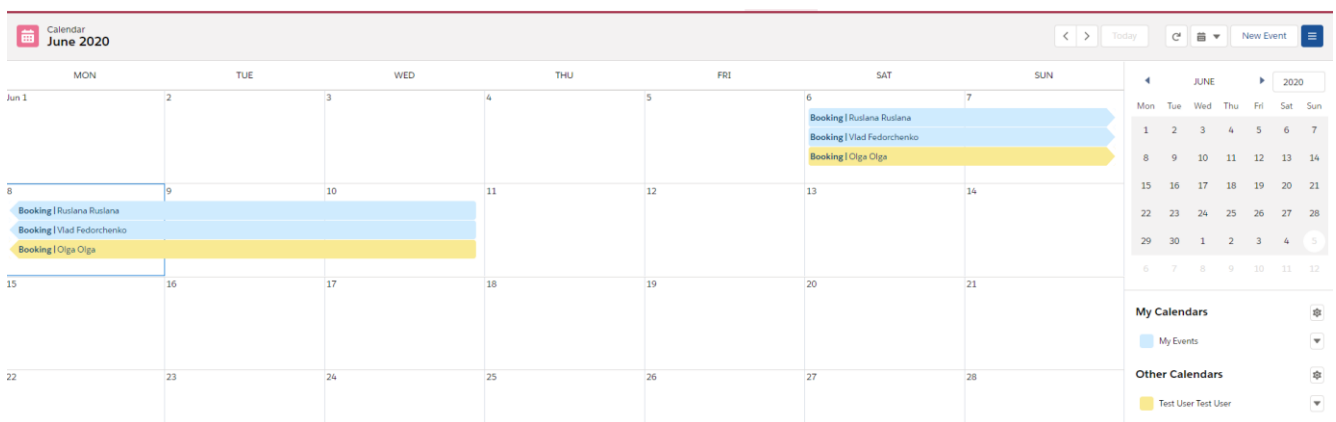 Calendar
June 2020
Today
New Event
MON TUE WED THU FRI SAT SUN
Jun 1 2 3 4 5 6 7
Booking | Ruslana Ruslana
Booking | Vlad Fedorchenko
Booking | Olga Olga
8 9 10 11 12 13 14
Booking | Ruslana Ruslana
Booking | Vlad Fedorchenko
Booking | Olga Olga
15 16 17 18 19 20 21
22 23 24 25 26 27 28
JUNE 2020
Mon Tue Wed Thu Fri Sat Sun
1 2 3 4 5 6 7
8 9 10 11 12 13 14
15 16 17 18 19 20 21
22 23 24 25 26 27 28
29 30 1 2 3 4 5
6 7 8 9 10 11 12
My Calendars
My Events
Other Calendars
Test User Test User